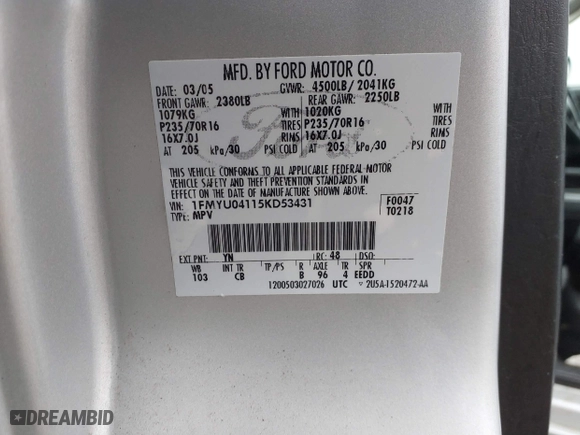 MFD. BY FORD MOTOR CO.
DATE: 03/05 GVWR: 4500LB/ 2041KG
FRONT GAWR: 2380LB REAR GAWR: 2250LB
1079KG WITH 1020KG WITH
P235/70R16 TIRES P235/70R16 TIRES
16X7.0J RIMS 16X7.0J RIMS
AT 205 kPa/30 PSI COLD AT 205 kPa/30 PSI COLD
Ford
THIS VEHICLE CONFORMS TO ALL APPLICABLE FEDERAL MOTOR
VEHICLE SAFETY AND THEFT PREVENTION STANDARDS IN
EFFECT ON THE DATE OF MANUFACTURE SHOWN ABOVE.
VIN: 1FMYU04115KD53431 F0047
TYPE: MPV T0218
EXT PNT: YN RC: 48 DSO:
WB INT TR TP/PS R AXLE TR SPR
103 CB 8 96 4 EEDD
1200503027026 UTC 2U5A-1520472-AA
DREAMBID